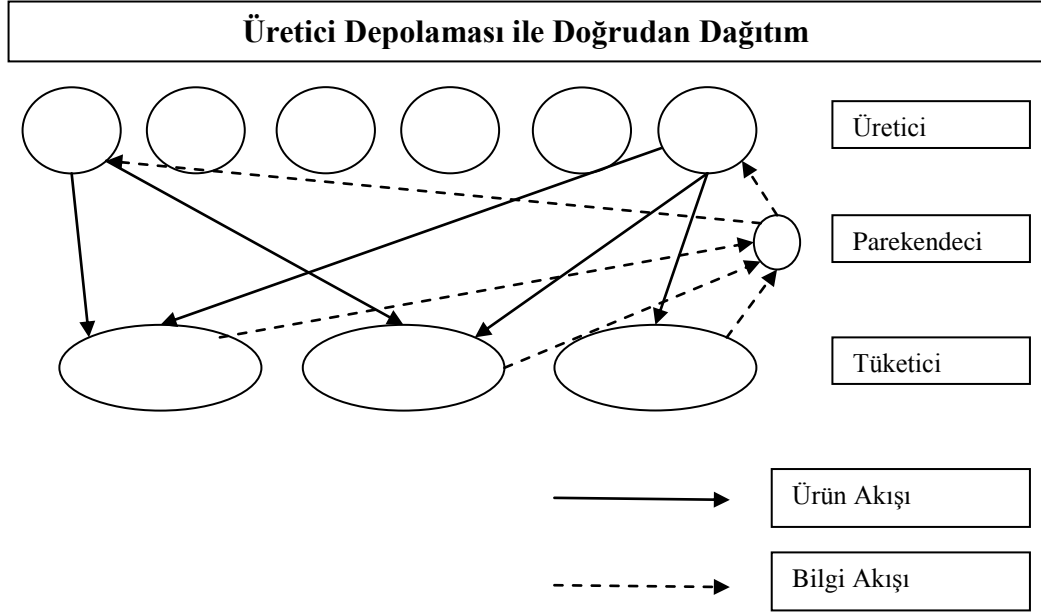 Üretici Depolaması ile Doğrudan Dağıtım
Üretici
Parekendeci
Tüketici
Ürün Akışı
Bilgi Akışı